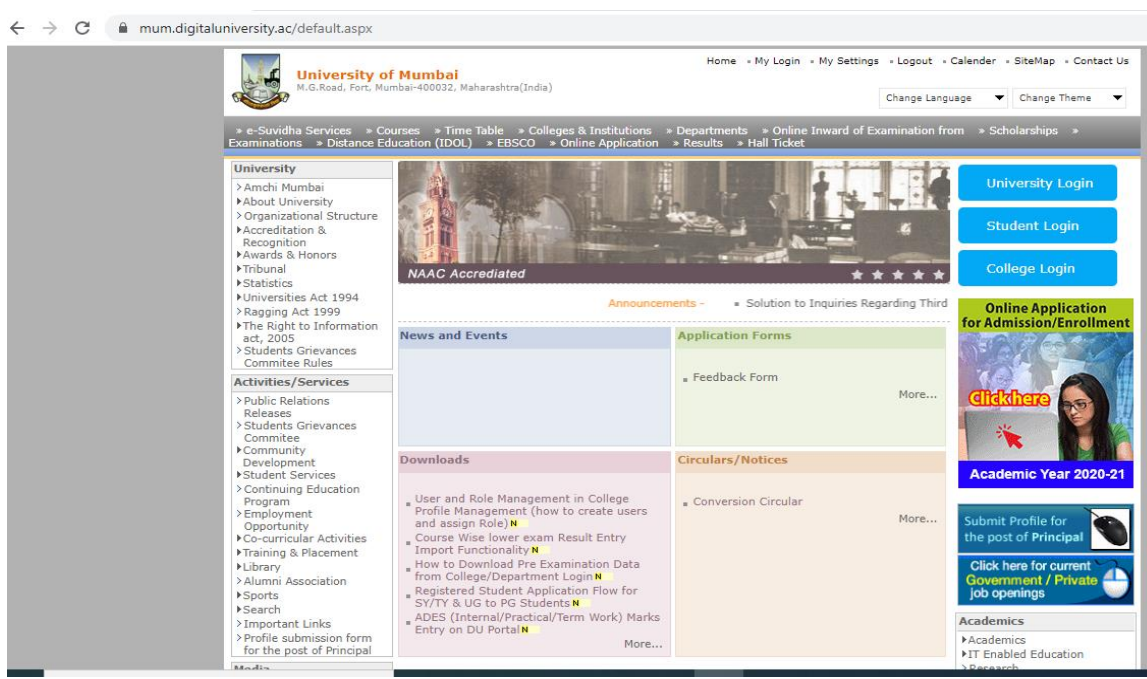 mum.digitaluniversity.ac/default.aspx
University of Mumbai
M.G.Road, Fort, Mumbai-400032, Maharashtra(India)
Home My Login My Settings Logout Calender SiteMap Contact Us
Change Language Change Theme
» e-Suvidha Services » Courses » Time Table » Colleges & Institutions » Departments » Online Inward of Examination from » Scholarships »
Examinations » Distance Education (IDOL) » EBSCO » Online Application » Results » Hall Ticket
University
Amchi Mumbai
About University
Organizational Structure
Accreditation &
Recognition
Awards & Honors
Tribunal
Statistics
Universities Act 1994
Ragging Act 1999
The Right to Information
act, 2005
Students Grievances
Commitee Rules
Activities/Services
Public Relations
Releases
Students Grievances
Commitee
Community
Development
Student Services
Continuing Education
Program
Employment
Opportunity
Co-curricular Activities
Training & Placement
Library
Alumni Association
Sports
Search
Important Links
Profile submission form
for the post of Principal
Media
NAAC Accrediated
Announcements - Solution to Inquiries Regarding Third
News and Events
Application Forms
Feedback Form
More...
Downloads
User and Role Management in College
Profile Management (how to create users
and assign Role) N
Course Wise lower exam Result Entry
Import Functionality N
How to Download Pre Examination Data
from College/Department Login N
Registered Student Application Flow for
SY/TY & UG to PG Students N
ADES (Internal/Practical/Term Work) Marks
Entry on DU Portal N
More...
Circulars/Notices
Conversion Circular
More...
University Login
Student Login
College Login
Online Application
for Admission/Enrollment
Click here
Academic Year 2020-21
Submit Profile for
the post of Principal
Click here for current
Government / Private
job openings
Academics
Academics
IT Enabled Education
Research